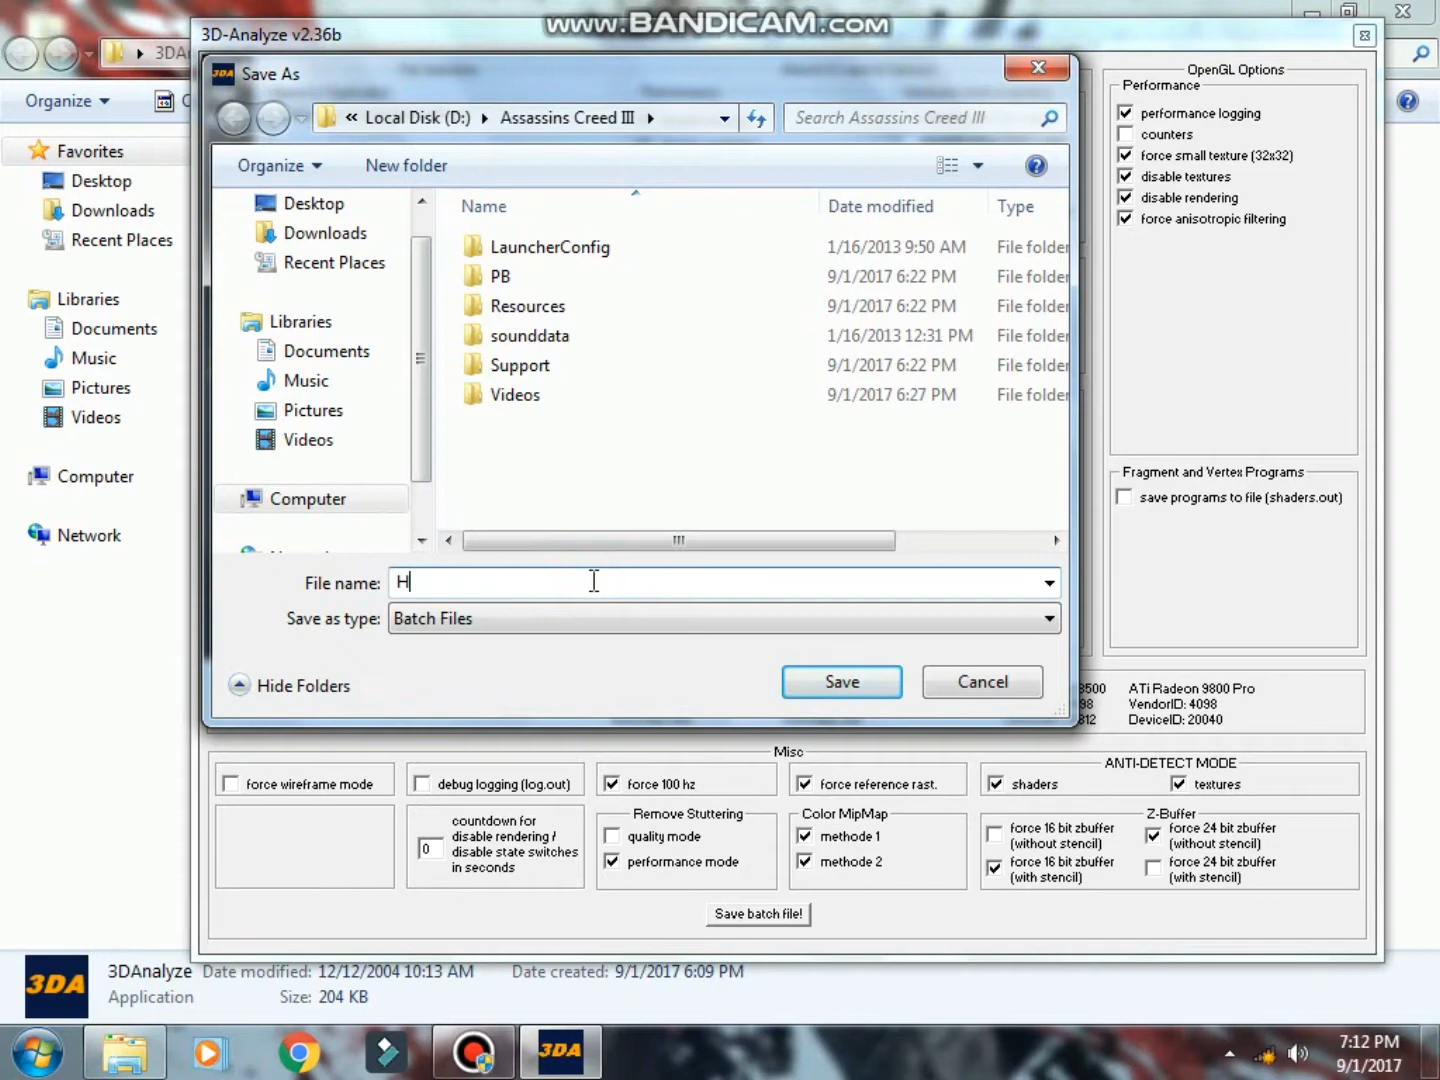 www.BANDICAM.com
3D-Analyze v2.36b
3DA
Save As
Local Disk (D:)
Assassins Creed III
Search Assassins Creed III
Organize
Organize
New folder
Name
Date modified
Type
Favorites
Desktop
Downloads
Recent Places
Libraries
Documents
Music
Pictures
Videos
Computer
Network
Desktop
Downloads
Recent Places
Libraries
Documents
Music
Pictures
Videos
Computer
LauncherConfig 1/16/2013 9:50 AM File folder
PB 9/1/2017 6:22 PM File folder
Resources 9/1/2017 6:22 PM File folder
sounddata 1/16/2013 12:31 PM File folder
Support 9/1/2017 6:22 PM File folder
Videos 9/1/2017 6:27 PM File folder
File name: H
Save as type: Batch Files
Hide Folders
Save
Cancel
OpenGL Options
Performance
performance logging
counters
force small texture (32x32)
disable textures
disable rendering
force anisotropic filtering
Fragment and Vertex Programs
save programs to file (shaders.out)
8500
98
812
ATi Radeon 9800 Pro
VendorID: 4098
DeviceID: 20040
Misc
force wireframe mode
debug logging (log.out)
force 100 hz
force reference rast.
ANTI-DETECT MODE
shaders
textures
countdown for
disable rendering /
disable state switches
in seconds
0
Remove Stuttering
quality mode
performance mode
Color MipMap
methode 1
methode 2
Z-Buffer
force 16 bit zbuffer
(without stencil)
force 24 bit zbuffer
(without stencil)
force 16 bit zbuffer
(with stencil)
force 24 bit zbuffer
(with stencil)
Save batch file!
3DA
3DAnalyze Date modified: 12/12/2004 10:13 AM Date created: 9/1/2017 6:09 PM
Application Size: 204 KB
3DA
7:12 PM
9/1/2017